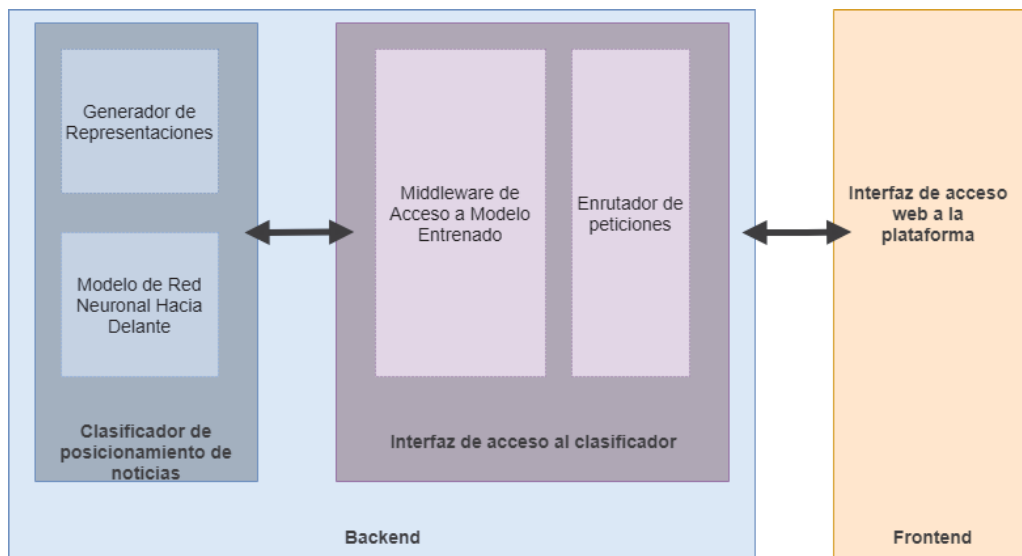 Generador de
Representaciones
Modelo de Red
Neuronal Hacia
Delante
Clasificador de
posicionamiento de
noticias
Middleware de
Acceso a Modelo
Entrenado
Enrutador de
peticiones
Interfaz de acceso al clasificador
Backend
Interfaz de acceso
web a la
plataforma
Frontend